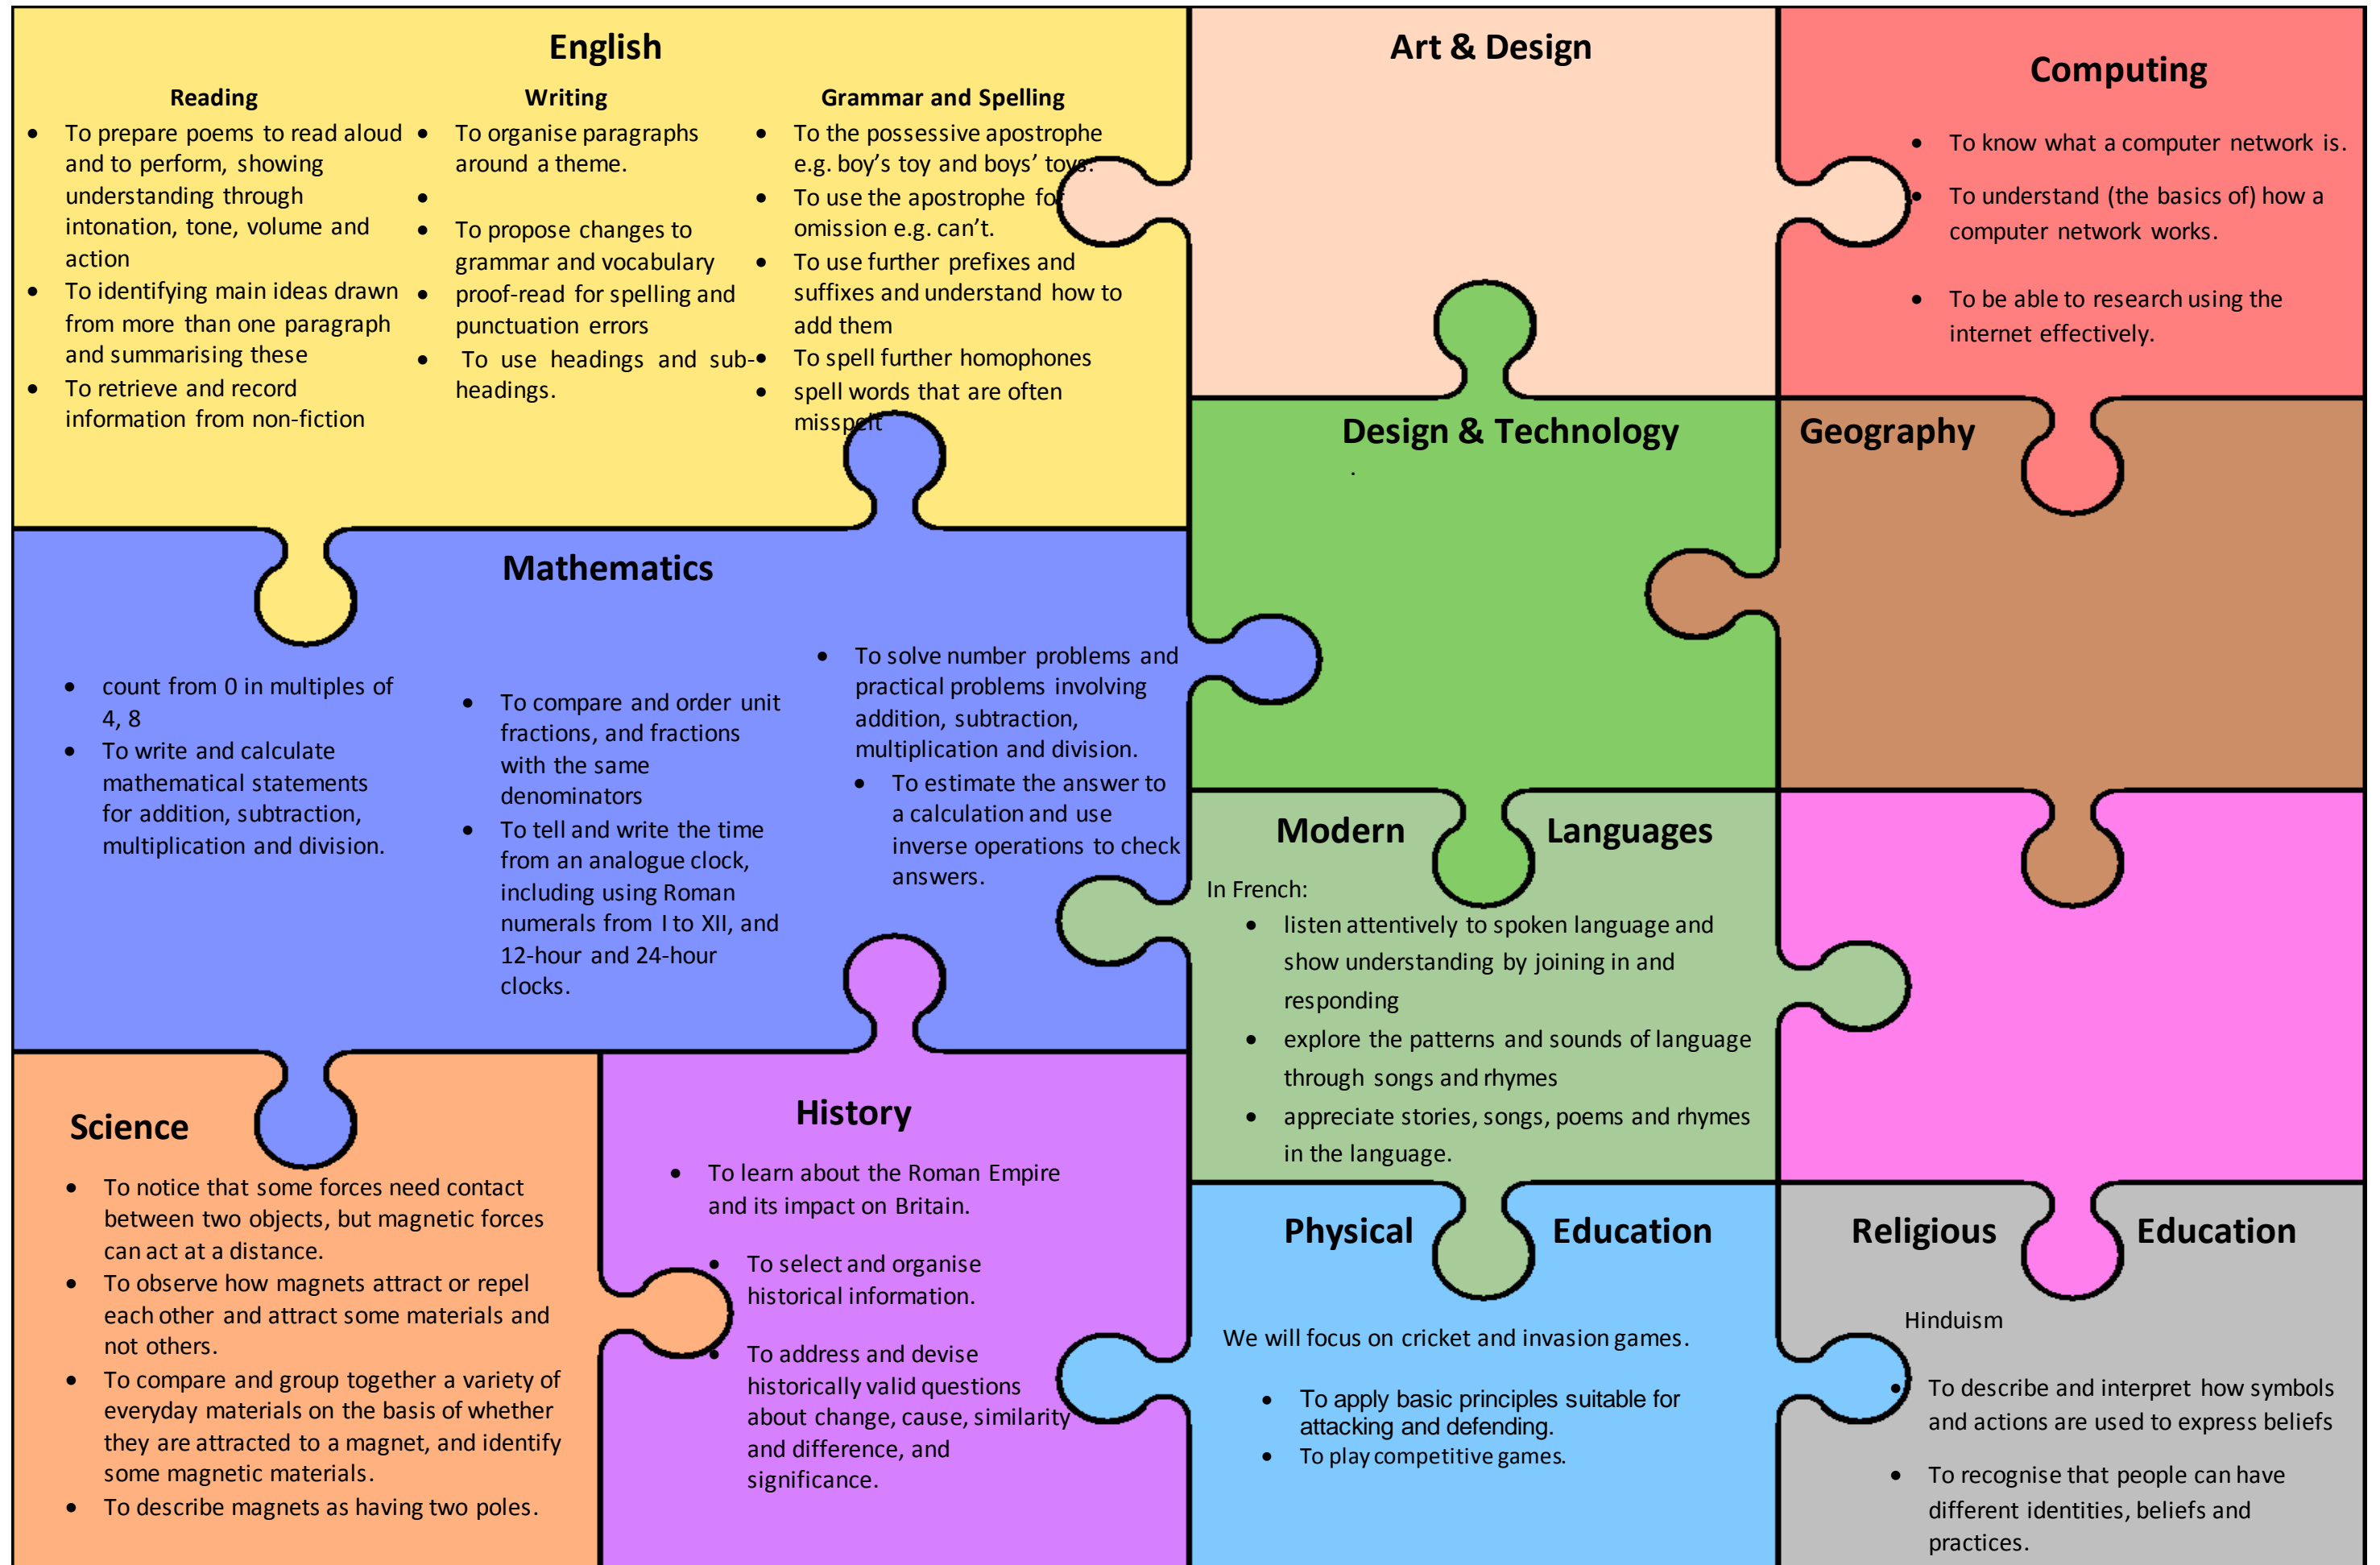 English
Reading
To prepare poems to read aloud
and to perform, showing
understanding through
intonation, tone, volume and
action
To identifying main ideas drawn
from more than one paragraph
and summarising these
To retrieve and record
information from non-fiction
Writing
To organise paragraphs
around a theme.
To propose changes to
grammar and vocabulary
proof-read for spelling and
punctuation errors
To use headings and sub-
headings.
Grammar and Spelling
To the possessive apostrophe
e.g. boy's toy and boys' toys.
To use the apostrophe fo
omission e.g. can't.
To use further prefixes and
suffixes and understand how to
add them
To spell further homophones
spell words that are often
misspelt
Art & Design
Computing
To know what a computer network is.
To understand (the basics of) how a
computer network works.
To be able to research using the
internet effectively.
Mathematics
count from 0 in multiples of
4, 8
To write and calculate
mathematical statements
for addition, subtraction,
multiplication and division.
To compare and order unit
fractions, and fractions
with the same
denominators
To tell and write the time
from an analogue clock,
including using Roman
numerals from I to XII, and
12-hour and 24-hour
clocks.
To solve number problems and
practical problems involving
addition, subtraction,
multiplication and division.
To estimate the answer to
a calculation and use
inverse operations to check
answers.
Design & Technology
.
Geography
Modern Languages
In French:
listen attentively to spoken language and
show understanding by joining in and
responding
explore the patterns and sounds of language
through songs and rhymes
appreciate stories, songs, poems and rhymes
in the language.
Science
To notice that some forces need contact
between two objects, but magnetic forces
can act at a distance.
To observe how magnets attract or repel
each other and attract some materials and
not others.
To compare and group together a variety of
everyday materials on the basis of whether
they are attracted to a magnet, and identify
some magnetic materials.
To describe magnets as having two poles.
History
To learn about the Roman Empire
and its impact on Britain.
To select and organise
historical information.
To address and devise
historically valid questions
about change, cause, similarity
and difference, and
significance.
Physical Education
We will focus on cricket and invasion games.
To apply basic principles suitable for
attacking and defending.
To play competitive games.
Religious Education
Hinduism
To describe and interpret how symbols
and actions are used to express beliefs
To recognise that people can have
different identities, beliefs and
practices.